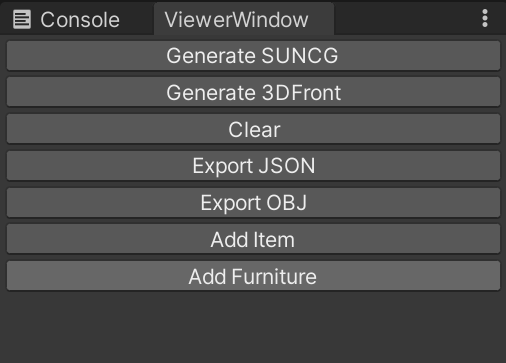 Console
ViewerWindow
Generate SUNCG
Generate 3DFront
Clear
Export JSON
Export OBJ
Add Item
Add Furniture